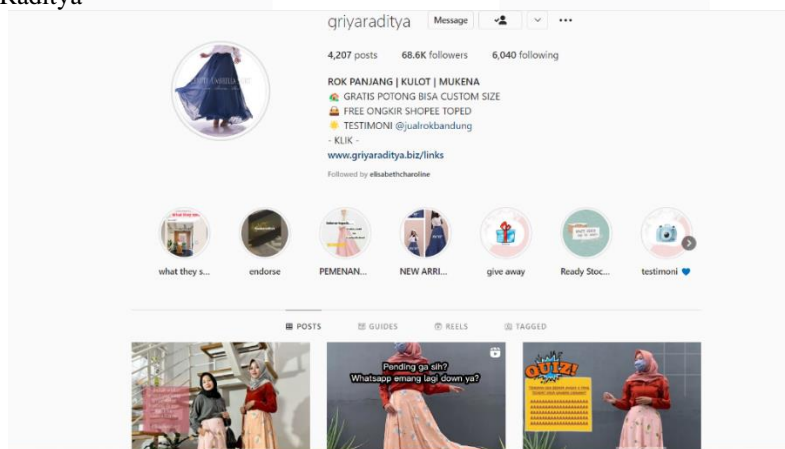 Raditya
griyaraditya Message
4,207 posts 68.6K followers 6,040 following
ROK PANJANG | KULOT | MUKENA
GRATIS POTONG BISA CUSTOM SIZE
FREE ONGKIR SHOPEE TOPED
TESTIMONI @jualrokbandung
- KLIK -
www.griyaraditya.biz/links
Followed by elisabethcharoline
what they s... endorse PEMENAN... NEW ARRI... give away Ready Stoc... testimoni
POSTS GUIDES REELS TAGGED
Pending ga sih?
Whatsapp emang lagi down ya?
QUIZ!